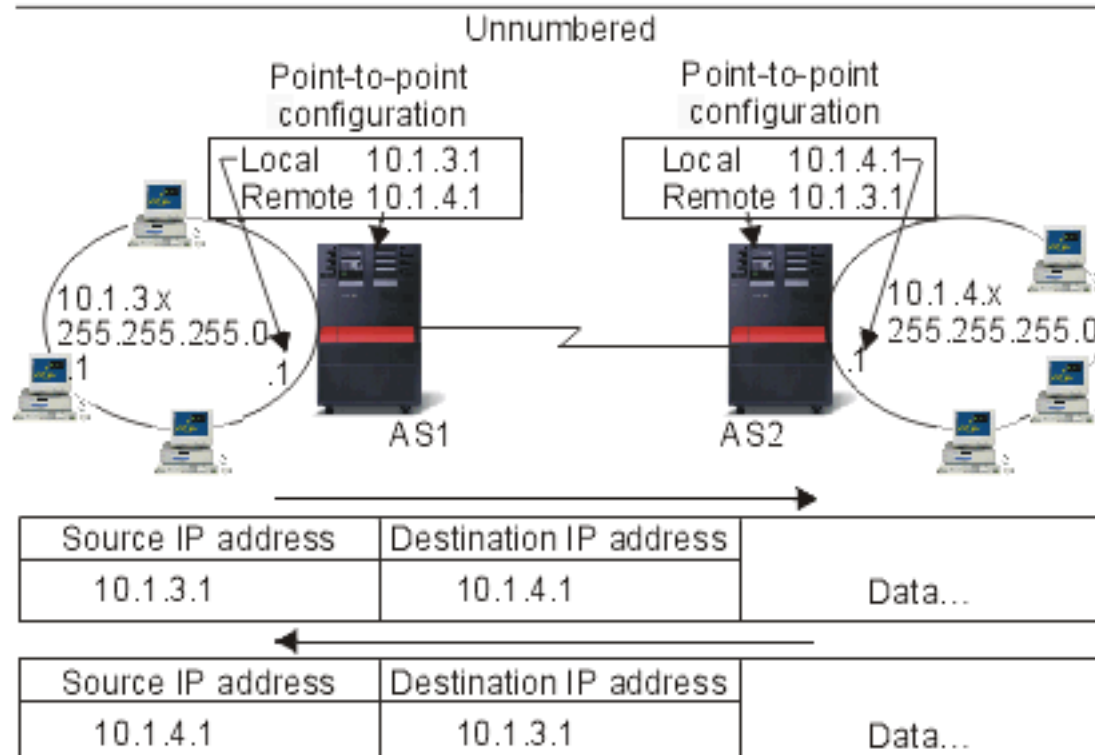 Unnumbered
Point-to-point
configuration
Local 10.1.3.1
Remote 10.1.4.1
Point-to-point
configuration
Local 10.1.4.1
Remote 10.1.3.1
10.1.3.x
255.255.255.0
.1
.1
AS1
10.1.4.x
255.255.255.0
.1
AS2
Source IP address Destination IP address
10.1.3.1 10.1.4.1 Data...
Source IP address Destination IP address
10.1.4.1 10.1.3.1 Data...